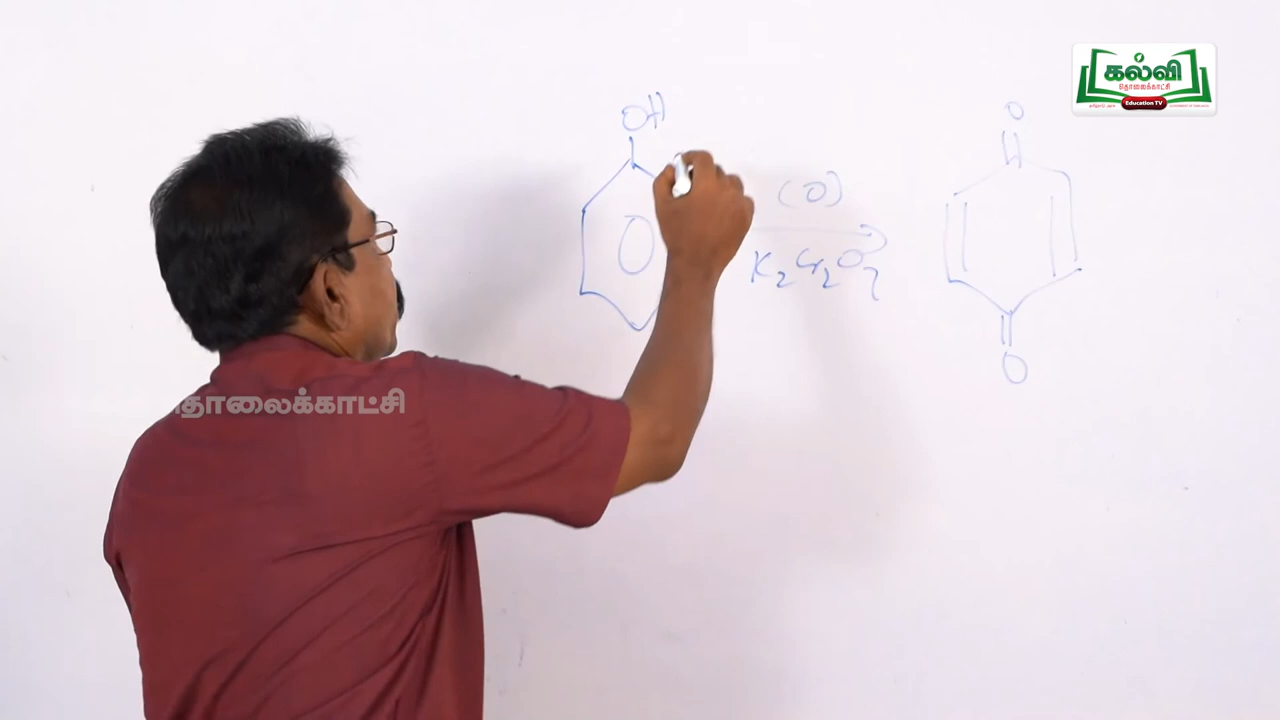 கல்வி
தொலைக்காட்சி
Education TV
OH
(O)
K2Cr2O7
O
O
தொலைக்காட்சி